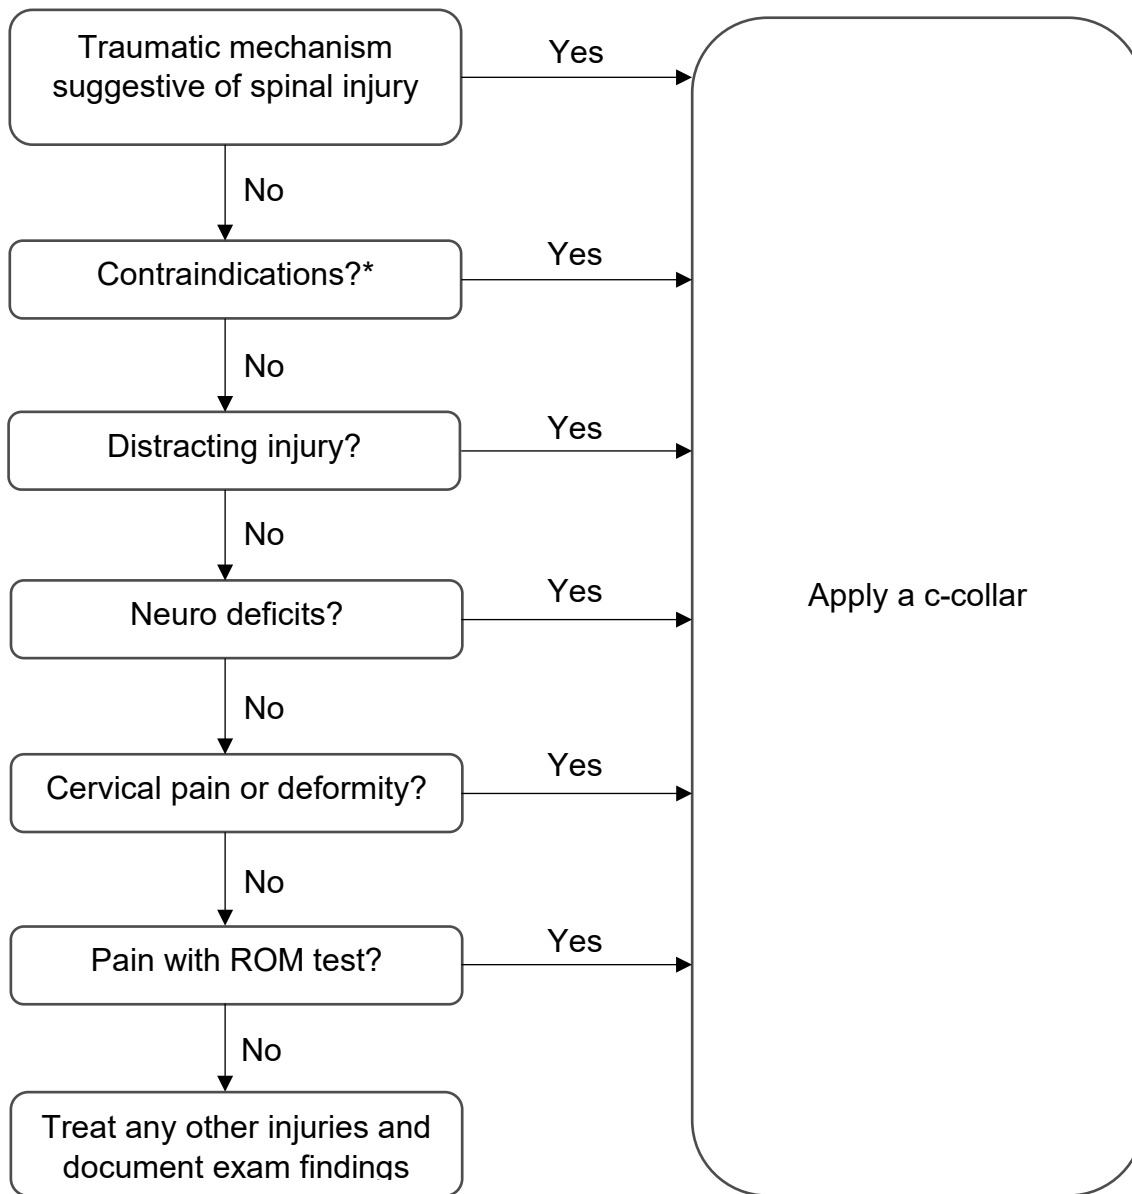 Traumatic mechanism
suggestive of spinal injury
Yes
No
Contraindications?*
Yes
No
Distracting injury?
Yes
No
Neuro deficits?
Yes
Apply a c-collar
No
Cervical pain or deformity?
Yes
No
Pain with ROM test?
Yes
No
Treat any other injuries and
document exam findings